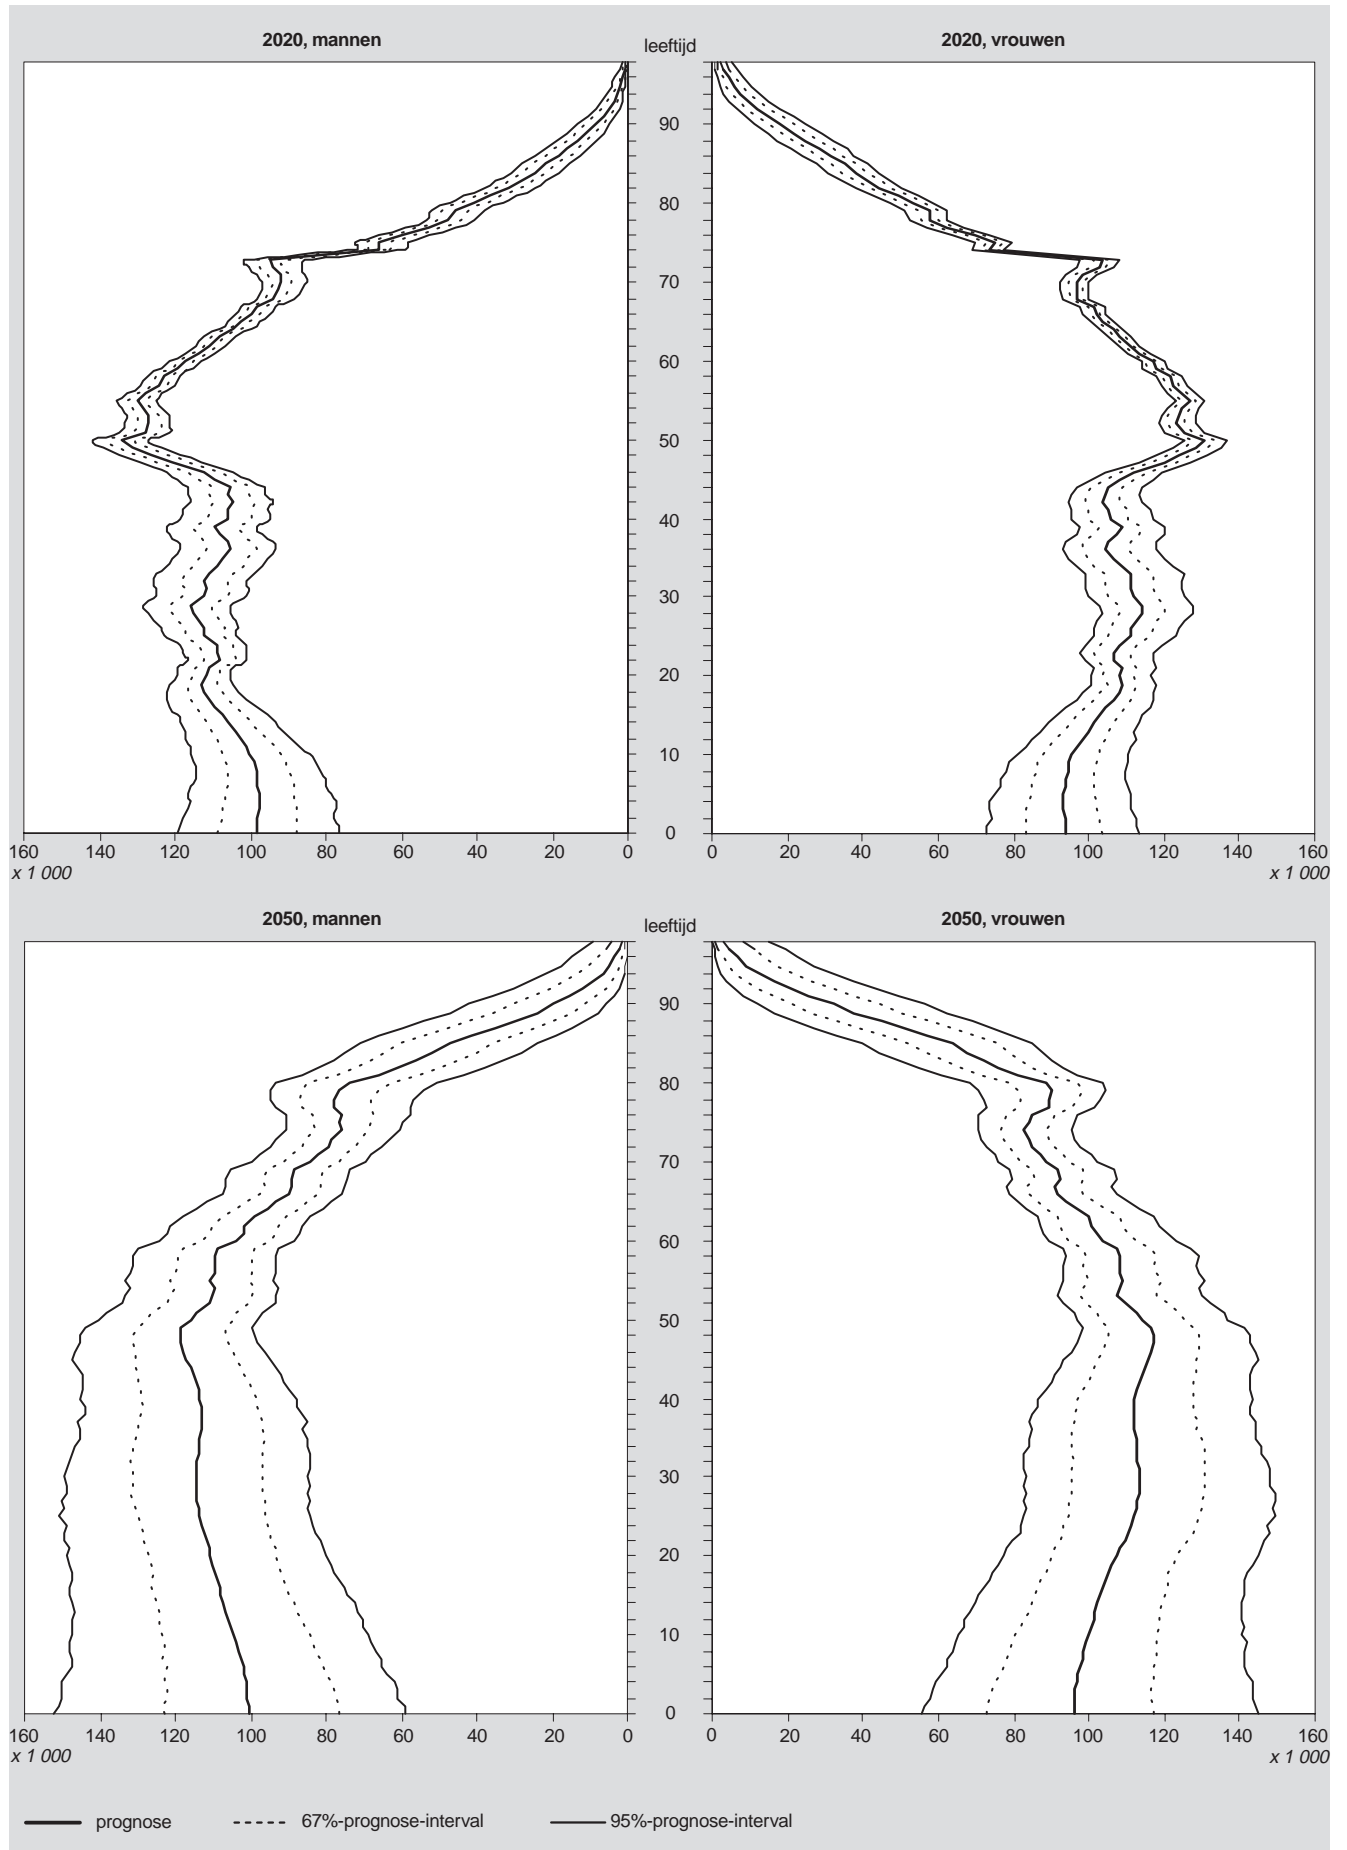 2020, mannen
leeftijd
2020, vrouwen
90
80
70
60
50
40
30
20
10
0
160 140 120 100 80 60 40 20 0
0 20 40 60 80 100 120 140 160
x 1 000
x 1 000
2050, mannen
leeftijd
2050, vrouwen
90
80
70
60
50
40
30
20
10
0
160 140 120 100 80 60 40 20 0
0 20 40 60 80 100 120 140 160
x 1 000
x 1 000
prognose 67%-prognose-interval 95%-prognose-interval